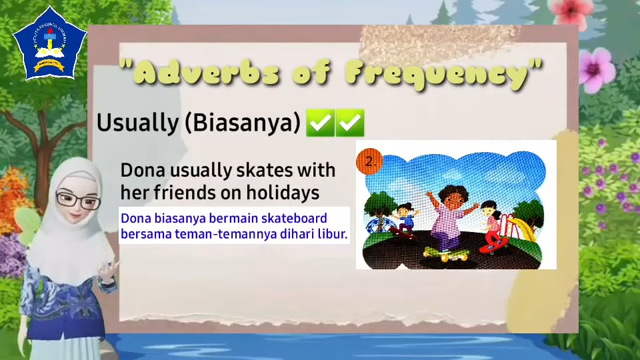 "Adverbs of Frequency"
Usually (Biasanya) ✅✅
Dona usually skates with
her friends on holidays
Dona biasanya bermain skateboard
bersama teman-temannya dihari libur.
2.